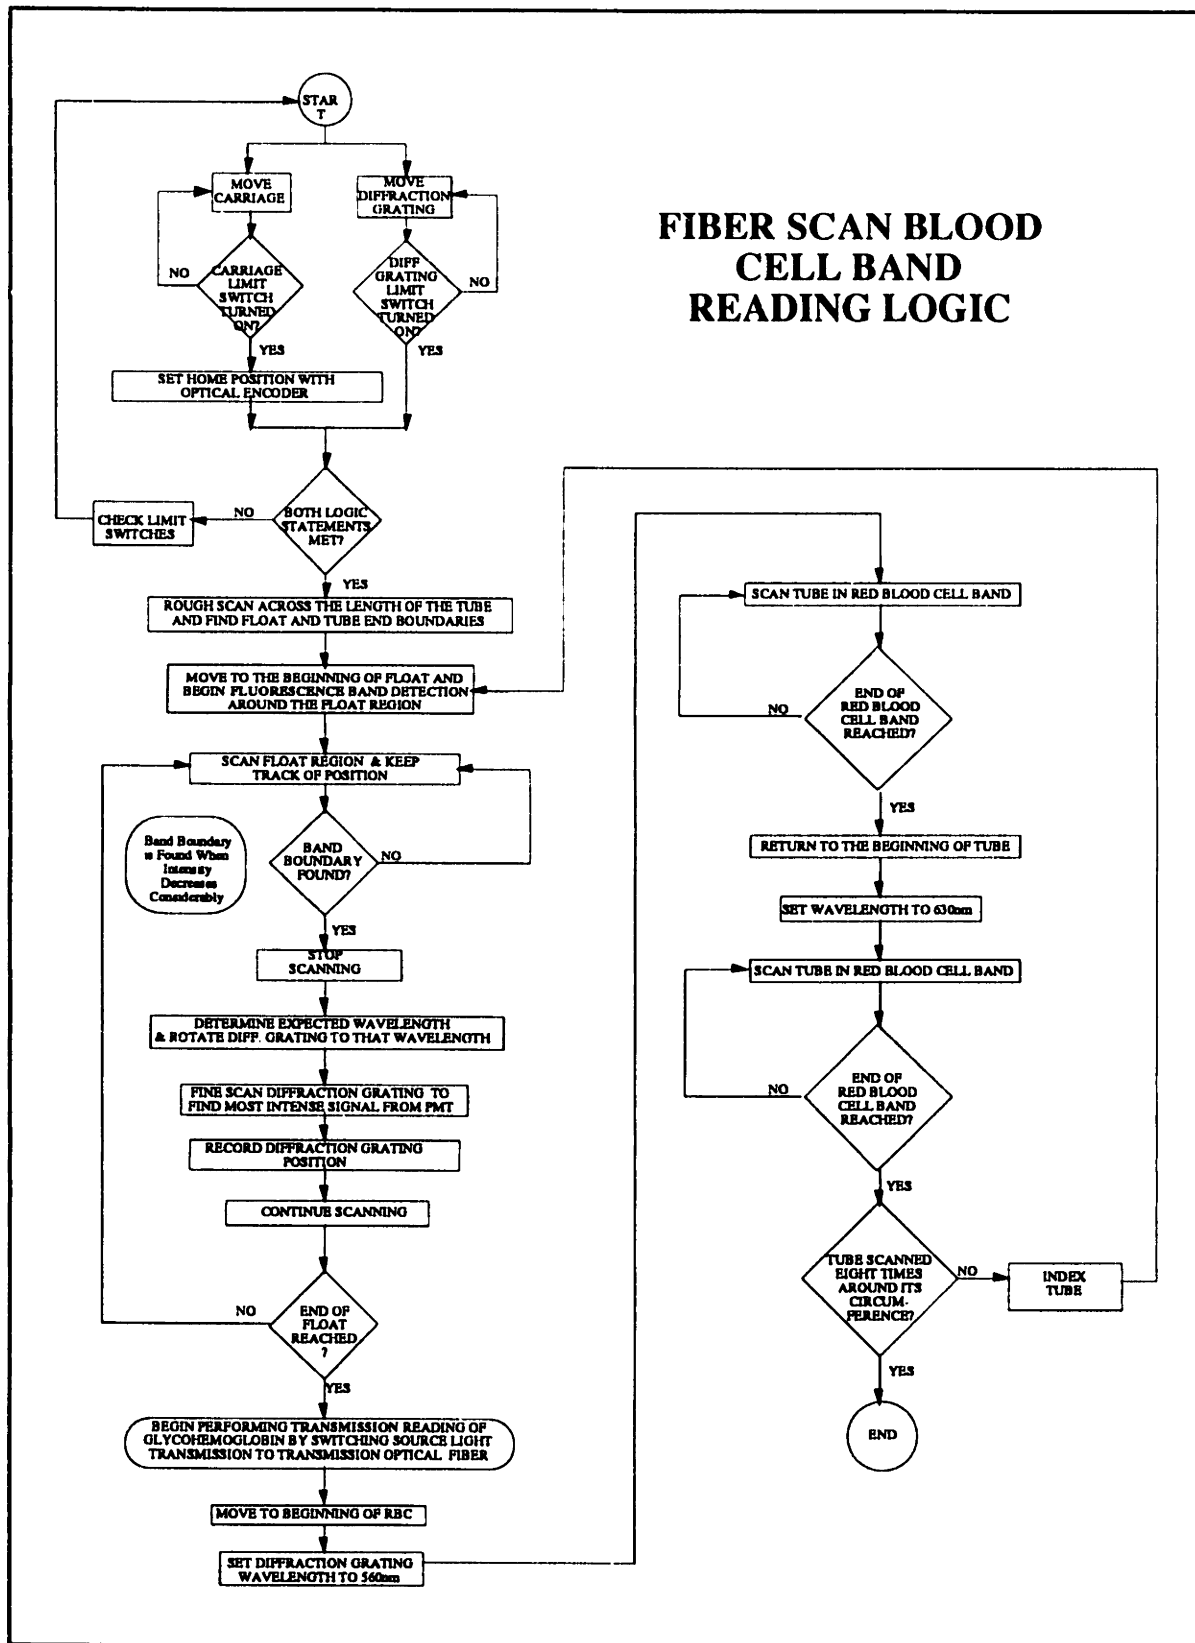 STAR
T
MOVE
CARRIAGE
MOVE
DIFFRACTION
GRATING
FIBER SCAN BLOOD
CELL BAND
READING LOGIC
NO
CARRIAGE
LIMIT
SWITCH
TURNED
ON?
DIFF
GRATING
LIMIT
SWITCH
TURNED
ON?
NO
YES
YES
SET HOME POSITION WITH
OPTICAL ENCODER
CHECK LIMIT
SWITCHES
NO
BOTH LOGIC
STATEMENTS
MET?
YES
ROUGH SCAN ACROSS THE LENGTH OF THE TUBE
AND FIND FLOAT AND TUBE END BOUNDARIES
MOVE TO THE BEGINNING OF FLOAT AND
BEGIN FLUORESCENCE BAND DETECTION
AROUND THE FLOAT REGION
SCAN FLOAT REGION & KEEP
TRACK OF POSITION
Band Boundary
is Found When
Intensity
Decreases
Considerably
BAND
BOUNDARY
FOUND?
NO
YES
STOP
SCANNING
DETERMINE EXPECTED WAVELENGTH
& ROTATE DIFF. GRATING TO THAT WAVELENGTH
FINE SCAN DIFFRACTION GRATING TO
FIND MOST INTENSE SIGNAL FROM PMT
RECORD DIFFRACTION GRATING
POSITION
CONTINUE SCANNING
NO
END OF
FLOAT
REACHED
?
YES
BEGIN PERFORMING TRANSMISSION READING OF
GLYCOHEMOGLOBIN BY SWITCHING SOURCE LIGHT
TRANSMISSION TO TRANSMISSION OPTICAL FIBER
MOVE TO BEGINNING OF RBC
SET DIFFRACTION GRATING
WAVELENGTH TO 560nm
SCAN TUBE IN RED BLOOD CELL BAND
NO
END OF
RED BLOOD
CELL BAND
REACHED?
YES
RETURN TO THE BEGINNING OF TUBE
SET WAVELENGTH TO 630nm
SCAN TUBE IN RED BLOOD CELL BAND
NO
END OF
RED BLOOD
CELL BAND
REACHED?
YES
TUBE SCANNED
EIGHT TIMES
AROUND ITS
CIRCUM-
FERENCE?
NO
INDEX
TUBE
YES
END